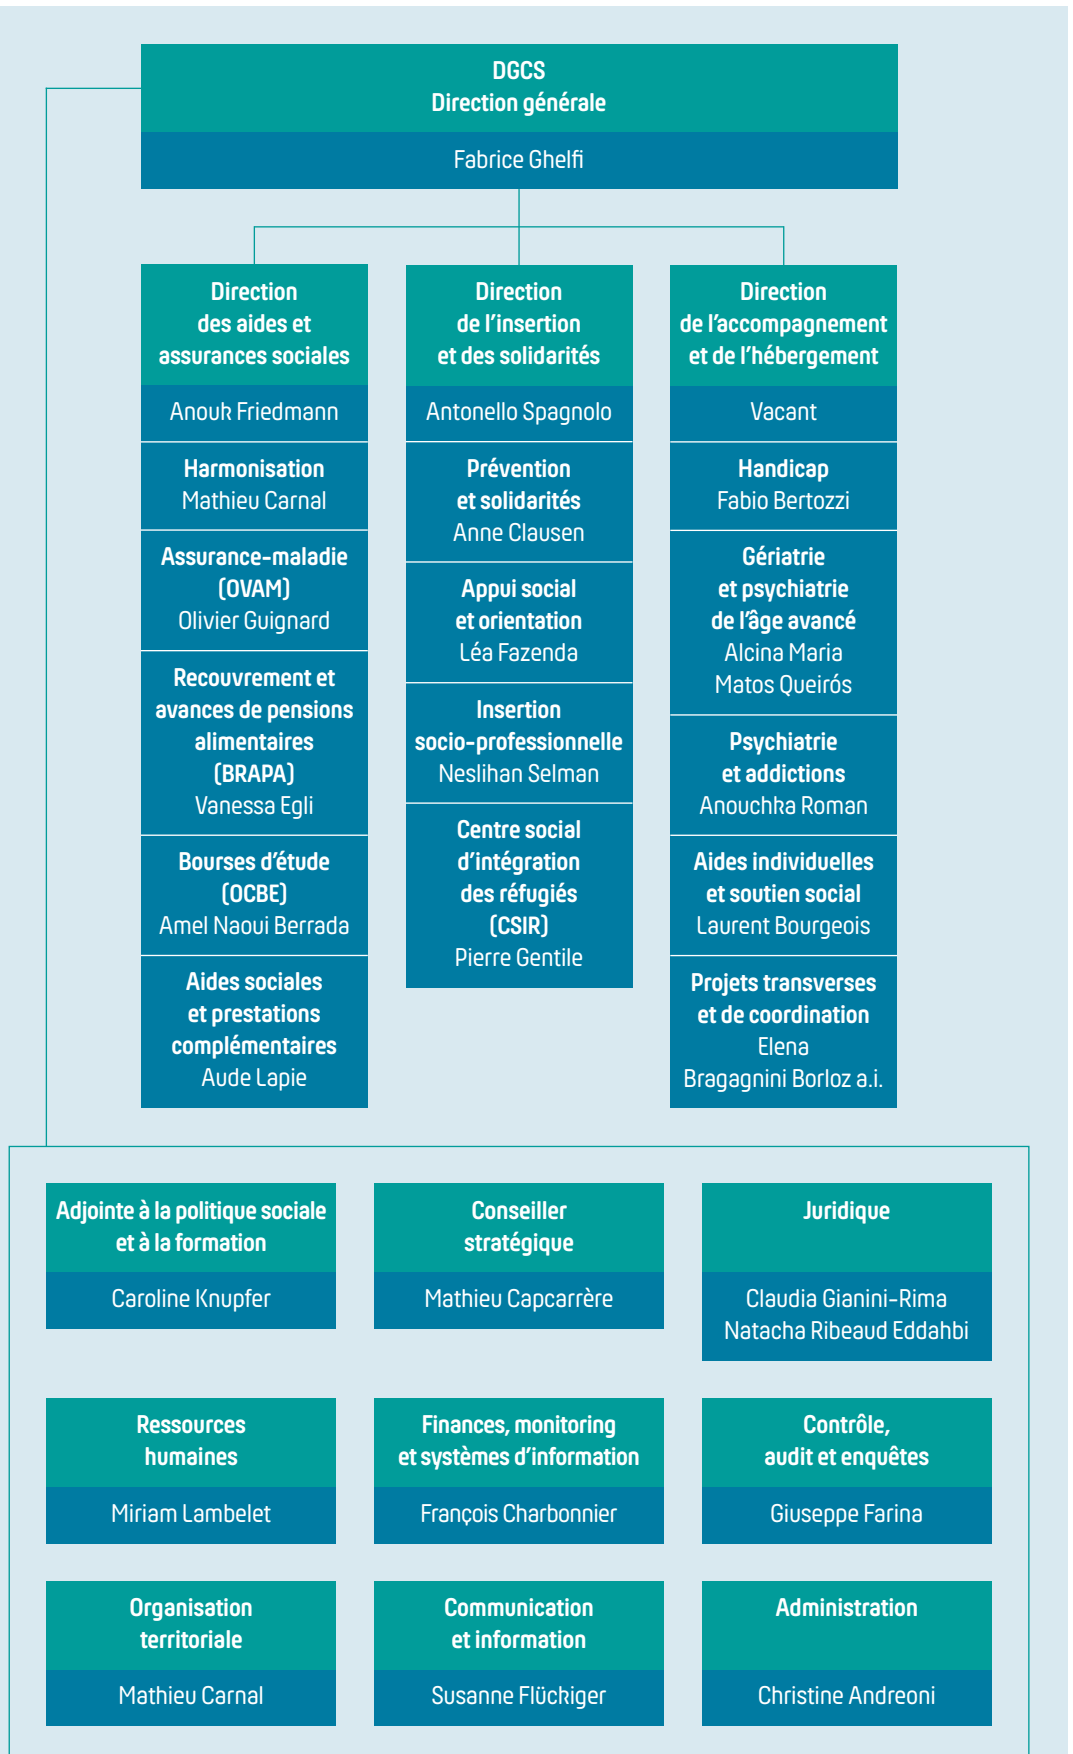 DGCS
Direction générale
Fabrice Ghelfi
Direction
des aides et
assurances sociales
Anouk Friedmann
Harmonisation
Mathieu Carnal
Assurance-maladie
(OVAM)
Olivier Guignard
Recouvrement et
avances de pensions
alimentaires
(BRAPA)
Vanessa Egli
Bourses d'étude
(OCBE)
Amel Naoui Berrada
Aides sociales
et prestations
complémentaires
Aude Lapie
Direction
de l'insertion
et des solidarités
Antonello Spagnolo
Prévention
et solidarités
Anne Clausen
Appui social
et orientation
Léa Fazenda
Insertion
socio-professionnelle
Neslihan Selman
Centre social
d'intégration
des réfugiés
(CSIR)
Pierre Gentile
Direction
de l'accompagnement
et de l'hébergement
Vacant
Handicap
Fabio Bertozzi
Gériatrie
et psychiatrie
de l'âge avancé
Alcina Maria
Matos Queirós
Psychiatrie
et addictions
Anouchka Roman
Aides individuelles
et soutien social
Laurent Bourgeois
Projets transverses
et de coordination
Elena
Bragagnini Borloz a.i.
Adjointe à la politique sociale
et à la formation
Caroline Knupfer
Conseiller
stratégique
Mathieu Capcarrère
Juridique
Claudia Gianini-Rima
Natacha Ribeaud Eddahbi
Ressources
humaines
Miriam Lambelet
Finances, monitoring
et systèmes d'information
François Charbonnier
Contrôle,
audit et enquêtes
Giuseppe Farina
Organisation
territoriale
Mathieu Carnal
Communication
et information
Susanne Flückiger
Administration
Christine Andreoni